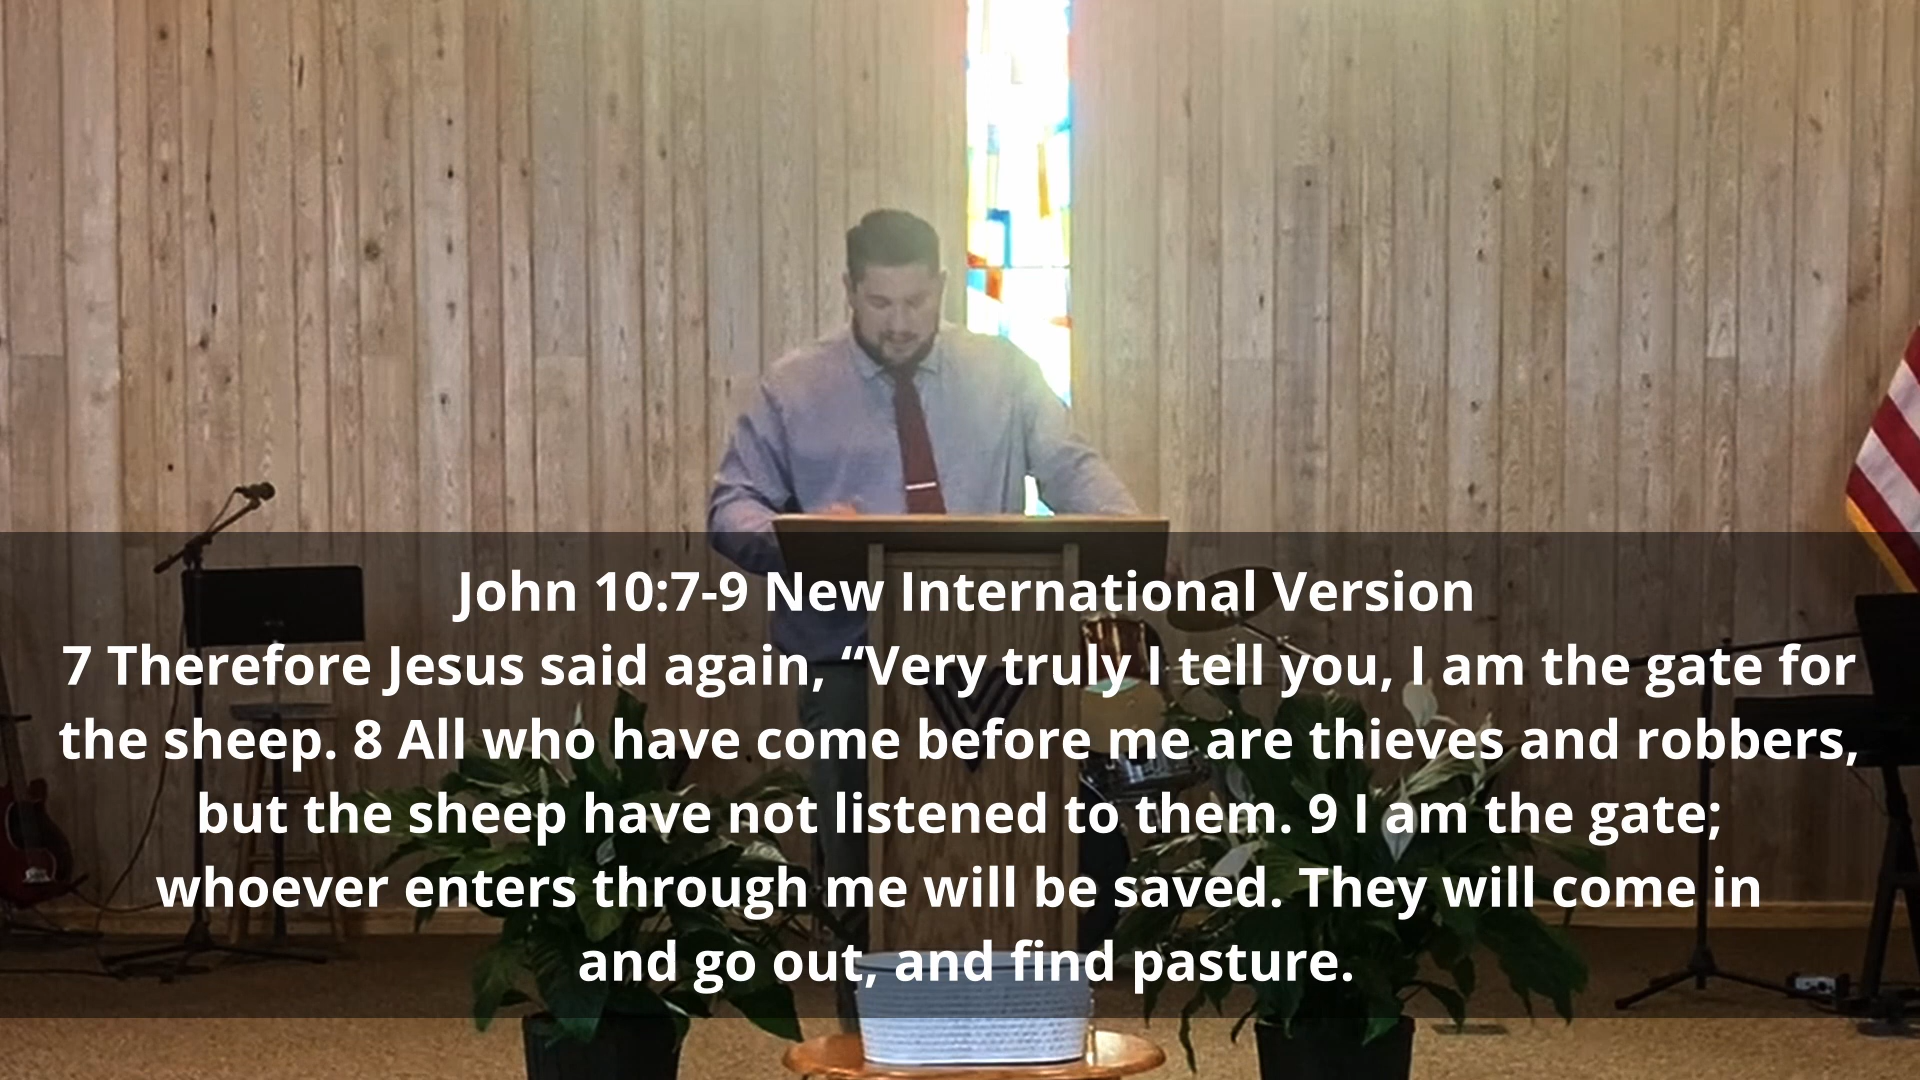 John 10:7-9 New International Version
7 Therefore Jesus said again, “Very truly I tell you, I am the gate for
the sheep. 8 All who have come before me are thieves and robbers,
but the sheep have not listened to them. 9 I am the gate;
whoever enters through me will be saved. They will come in
and go out, and find pasture.